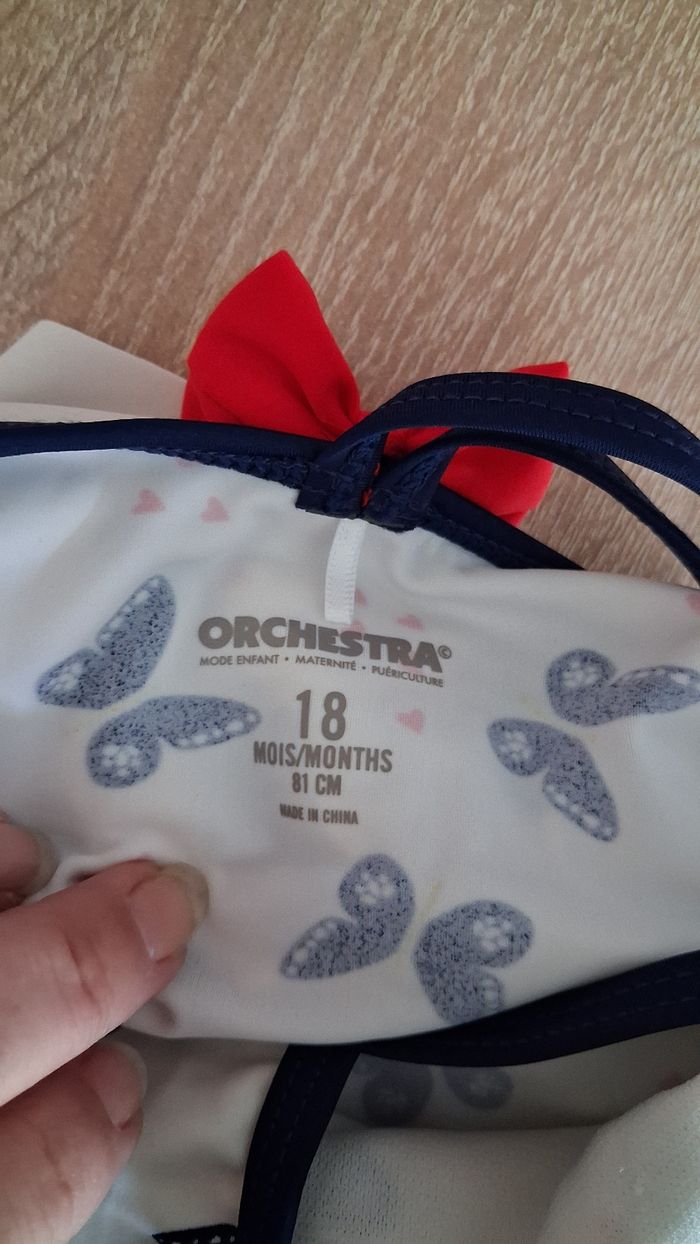 ORCHESTRA©
MODE ENFANT • MATERNITÉ • PUÉRICULTURE
18
MOIS/MONTHS
81 CM
MADE IN CHINA